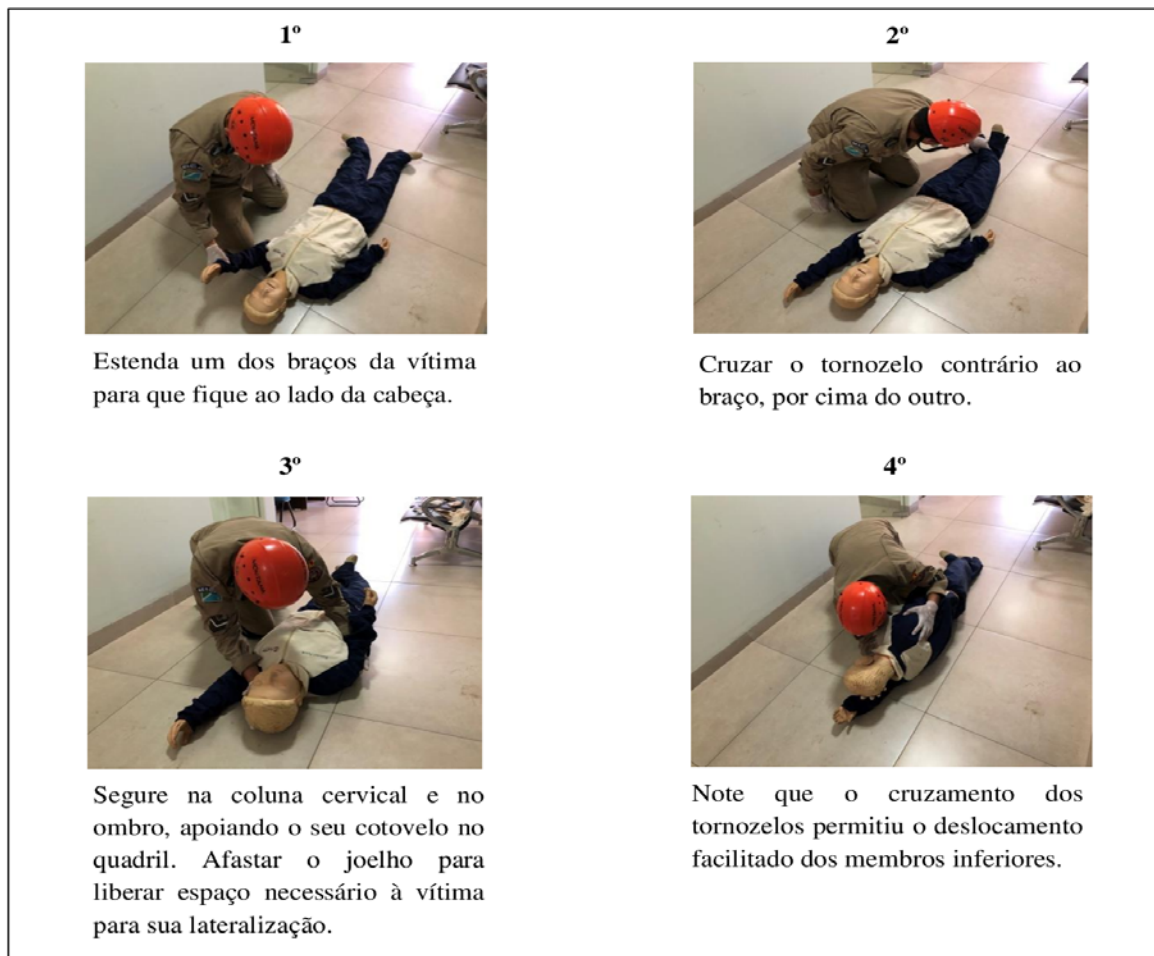 1º
Estenda um dos braços da vítima
para que fique ao lado da cabeça.
2º
Cruzar o tornozelo contrário ao
braço, por cima do outro.
3º
Segure na coluna cervical e no
ombro, apoiando o seu cotovelo no
quadril. Afastar o joelho para
liberar espaço necessário à vítima
para sua lateralização.
4º
Note que o cruzamento dos
tornozelos permitiu o deslocamento
facilitado dos membros inferiores.